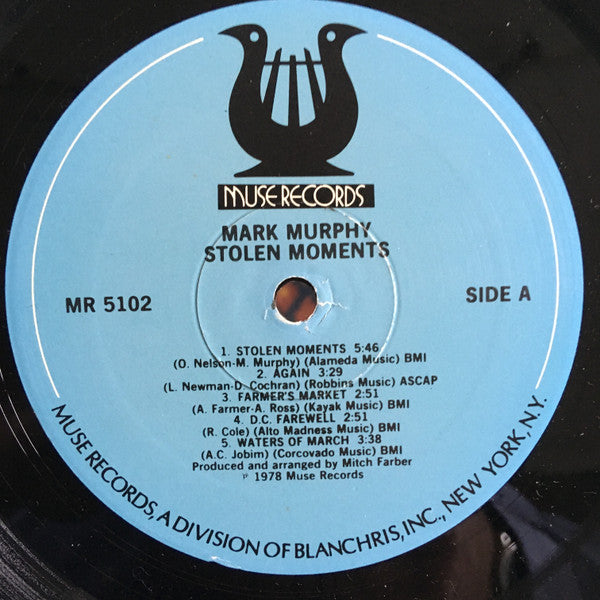 MUSE RECORDS
MARK MURPHY
STOLEN MOMENTS
MR 5102
SIDE A
1. STOLEN MOMENTS 5:46
(O. Nelson-M. Murphy) (Alameda Music) BMI
2. AGAIN 3:29
(L. Newman-D. Cochran) (Robbins Music) ASCAP
3. FARMER'S MARKET 2:51
(A. Farmer-A. Ross) (Kayak Music) BMI
4. D.C. FAREWELL 2:51
(R. Cole) (Alto Madness Music) BMI
5. WATERS OF MARCH 3:38
(A.C. Jobim) (Corcovado Music) BMI
Produced and arranged by Mitch Farber
℗ 1978 Muse Records
MUSE RECORDS, A DIVISION OF BLANCHRIS, INC., NEW YORK, N.Y.